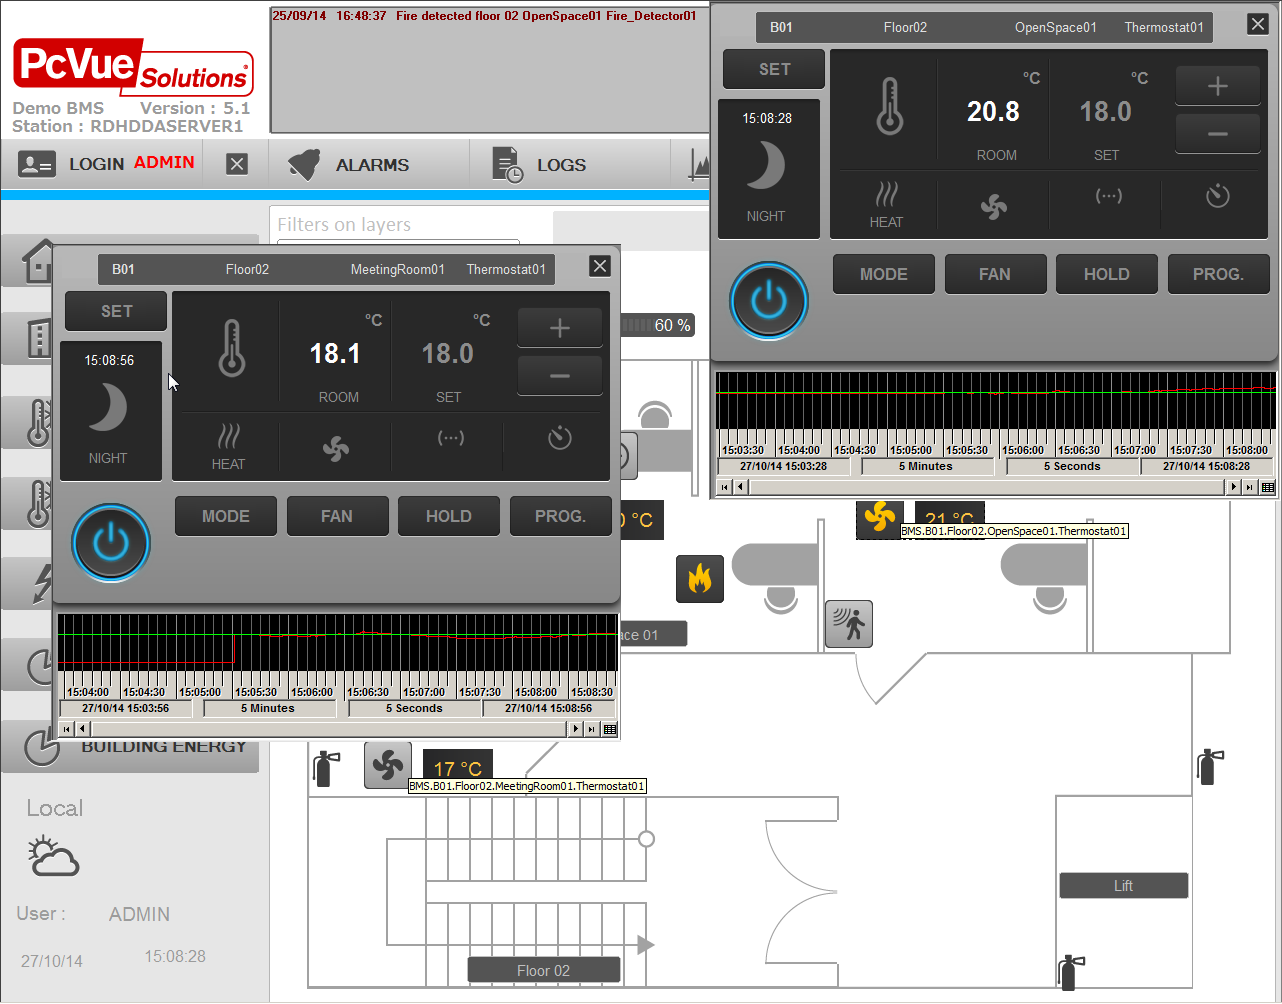 25/09/14 16:48:37 Fire detected floor 02 OpenSpace01 Fire_Detector01
PcVue Solutions
Demo BMS Version : 5.1
Station : RDHDDASERVER1
LOGIN ADMIN
ALARMS
LOGS
Filters on layers
B01 Floor02 OpenSpace01 Thermostat01
SET
15:08:28
NIGHT
°C °C
20.8 18.0
ROOM SET
+
−
HEAT
MODE FAN HOLD PROG.
15:03:30 15:04:00 15:04:30 15:05:00 15:05:30 15:06:00 15:06:30 15:07:00 15:07:30 15:08:00
27/10/14 15:03:28 5 Minutes 5 Seconds 27/10/14 15:08:28
B01 Floor02 MeetingRoom01 Thermostat01
SET
15:08:56
NIGHT
°C °C
18.1 18.0
ROOM SET
+
−
HEAT
MODE FAN HOLD PROG.
15:04:00 15:04:30 15:05:00 15:05:30 15:06:00 15:06:30 15:07:00 15:07:30 15:08:00 15:08:30
27/10/14 15:03:56 5 Minutes 5 Seconds 27/10/14 15:08:56
60 %
°C
21 °C
BMS.B01.Floor02.OpenSpace01.Thermostat01
01
BUILDING ENERGY
17 °C
BMS.B01.Floor02.MeetingRoom01.Thermostat01
Local
User : ADMIN
27/10/14 15:08:28
Lift
Floor 02